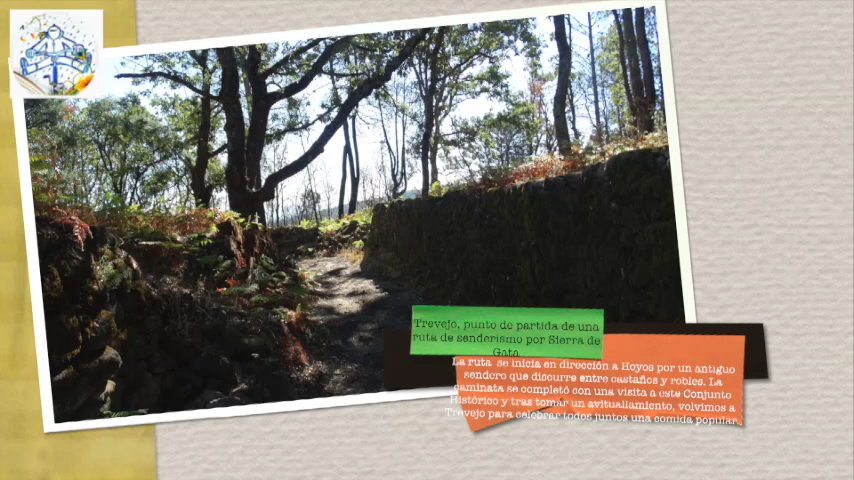 Trevejo, punto de partida de una
ruta de senderismo por Sierra de
Gata
La ruta se inicia en dirección a Hoyos por un antiguo
sendero que discurre entre castaños y robles. La
caminata se completó con una visita a este Conjunto
Histórico y tras tomar un avituallamiento, volvimos a
Trevejo para celebrar todos juntos una comida popular.